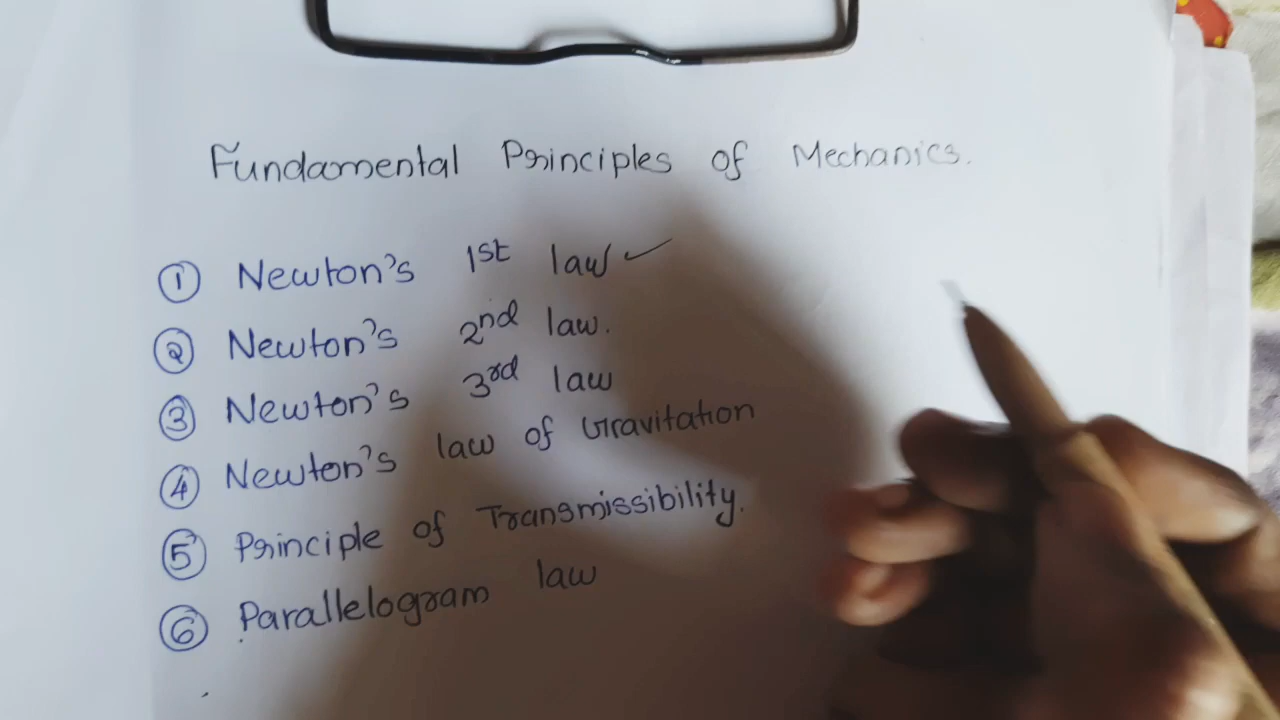 Fundamental Principles of Mechanics.
① Newton's 1st law ✓
② Newton's 2nd law.
③ Newton's 3rd law
④ Newton's law of Gravitation
⑤ Principle of Transmissibility.
⑥ Parallelogram law